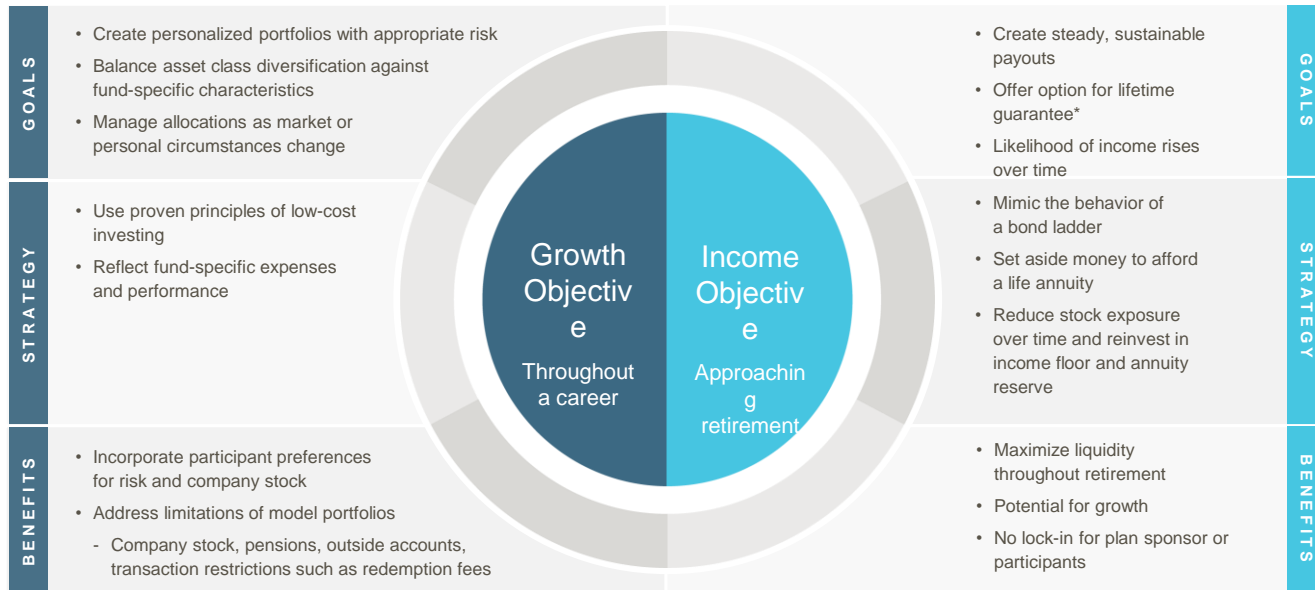 GOALS
• Create personalized portfolios with appropriate risk
• Balance asset class diversification against
fund-specific characteristics
• Manage allocations as market or
personal circumstances change
STRATEGY
• Use proven principles of low-cost
investing
• Reflect fund-specific expenses
and performance
BENEFITS
• Incorporate participant preferences
for risk and company stock
• Address limitations of model portfolios
- Company stock, pensions, outside accounts,
transaction restrictions such as redemption fees
Growth
Objectiv
e
Throughout
a career
Income
Objectiv
e
Approachin
g
retirement
GOALS
• Create steady, sustainable
payouts
• Offer option for lifetime
guarantee*
• Likelihood of income rises
over time
STRATEGY
• Mimic the behavior of
a bond ladder
• Set aside money to afford
a life annuity
• Reduce stock exposure
over time and reinvest in
income floor and annuity
reserve
BENEFITS
• Maximize liquidity
throughout retirement
• Potential for growth
• No lock-in for plan sponsor or
participants